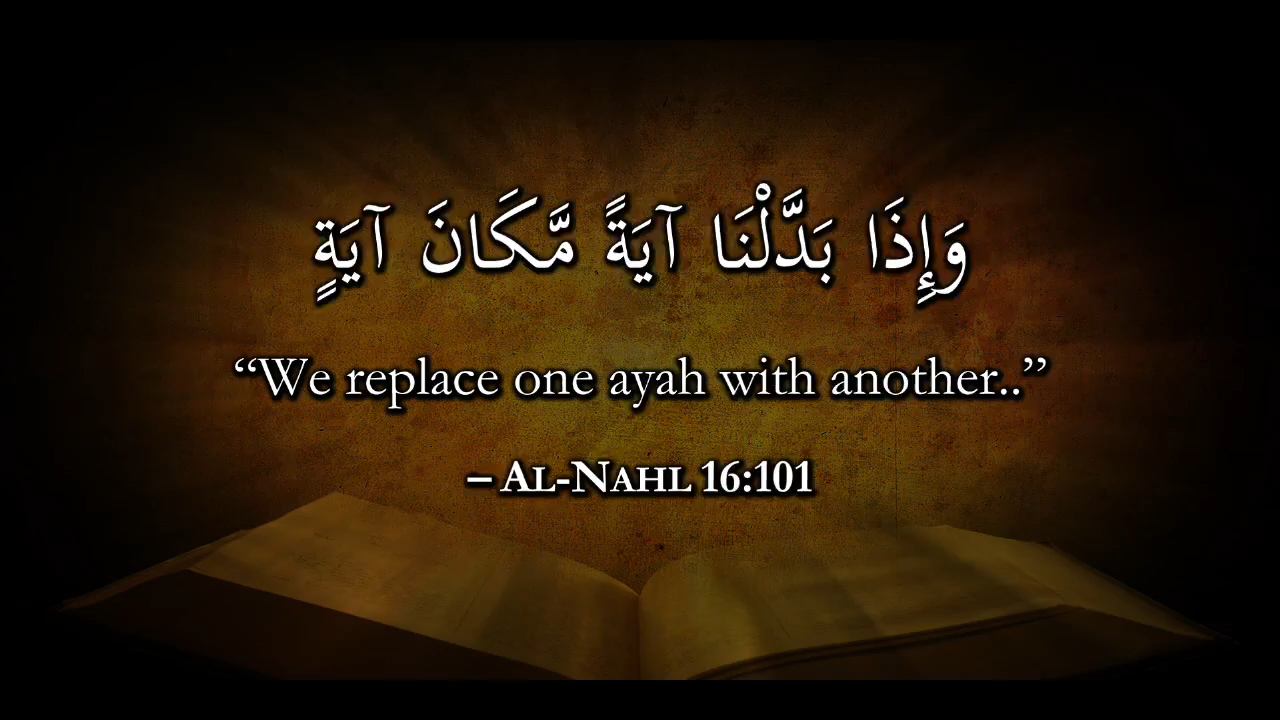 وَإِذَا بَدَّلْنَا آيَةً مَّكَانَ آيَةٍ
“We replace one ayah with another..”
– AL-NAHL 16:101